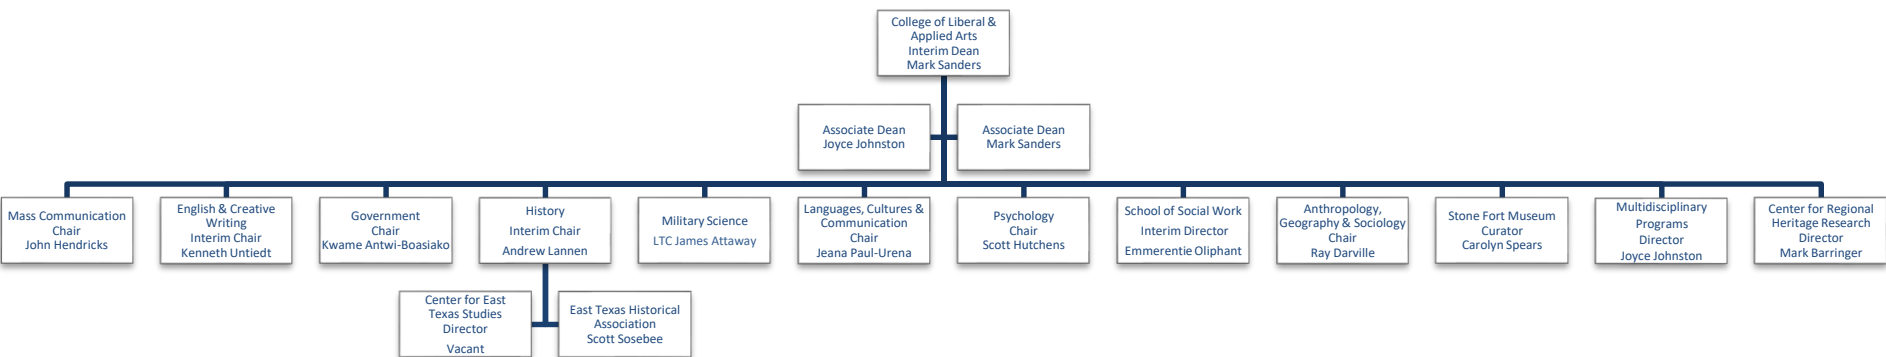 College of Liberal &
Applied Arts
Interim Dean
Mark Sanders
Associate Dean
Joyce Johnston
Associate Dean
Mark Sanders
Mass Communication
Chair
John Hendricks
English & Creative
Writing
Interim Chair
Kenneth Untiedt
Government
Chair
Kwame Antwi-Boasiako
History
Interim Chair
Andrew Lannen
Military Science
LTC James Attaway
Languages, Cultures &
Communication
Chair
Jeana Paul-Urena
Psychology
Chair
Scott Hutchens
School of Social Work
Interim Director
Emmerentie Oliphant
Anthropology,
Geography & Sociology
Chair
Ray Darville
Stone Fort Museum
Curator
Carolyn Spears
Multidisciplinary
Programs
Director
Joyce Johnston
Center for Regional
Heritage Research
Director
Mark Barringer
Center for East
Texas Studies
Director
Vacant
East Texas Historical
Association
Scott Sosebee